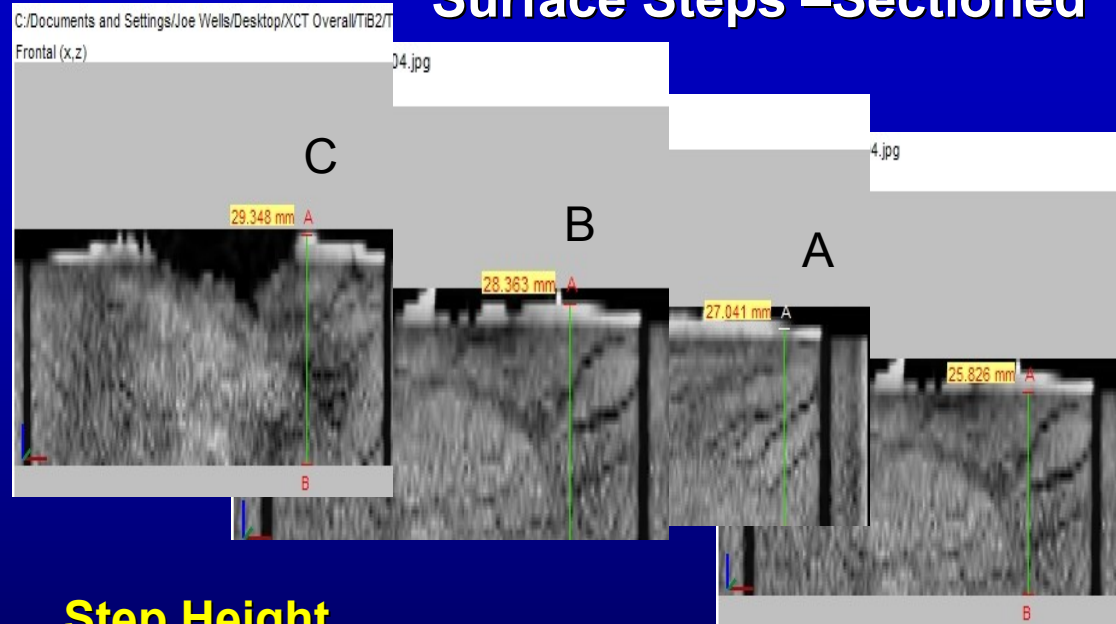 Surface Steps –Sectioned
C:/Documents and Settings/Joe Wells/Desktop/XCT Overall/TiB2/T
Frontal (x,z)
04.jpg
4.jpg
C
B
A
29.348 mm A
28.363 mm A
27.041 mm A
25.826 mm A
B
B
Step Height